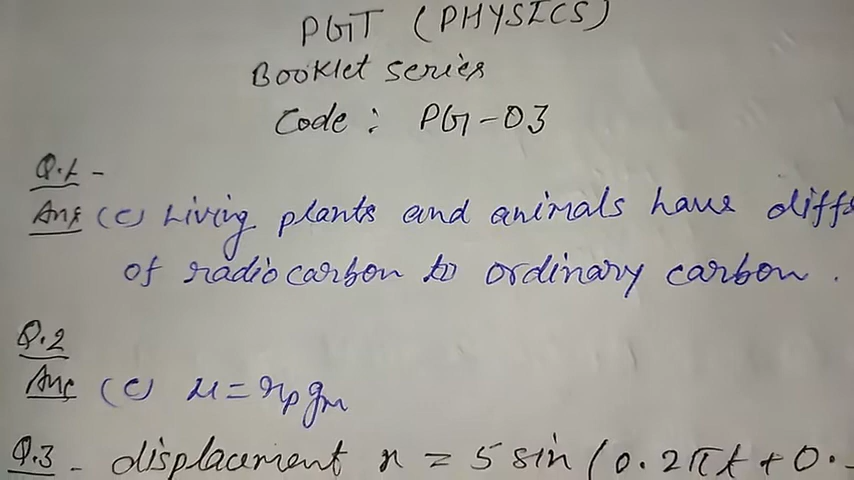 PGT (PHYSICS)
Booklet series
Code : PG-03
Q.1-
Ans (c) Living plants and animals have
of radiocarbon to ordinary carbon.
Q.2
Ans (c) μ = rp gm
Q.3 - displacement x = 5 sin (0.2πt + 0.